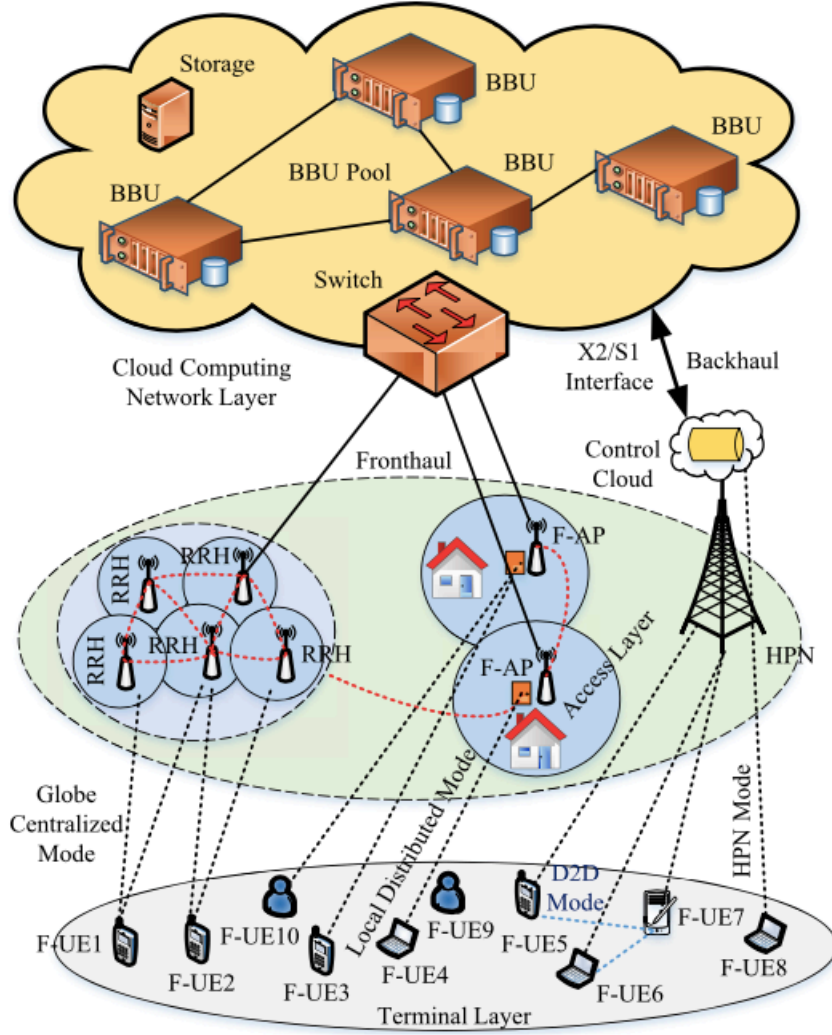 Storage
BBU
BBU
BBU
BBU Pool
BBU
Switch
X2/S1
Interface
Backhaul
Cloud Computing
Network Layer
Control
Cloud
Fronthaul
F-AP
RRH
RRH
RRH
RRH
RRH
F-AP
Access Layer
HPN
Globe
Centralized
Mode
Local Distributed Mode
HPN Mode
D2D
Mode
F-UE1
F-UE2
F-UE10
F-UE3
F-UE4
F-UE9
F-UE5
F-UE6
F-UE7
F-UE8
Terminal Layer